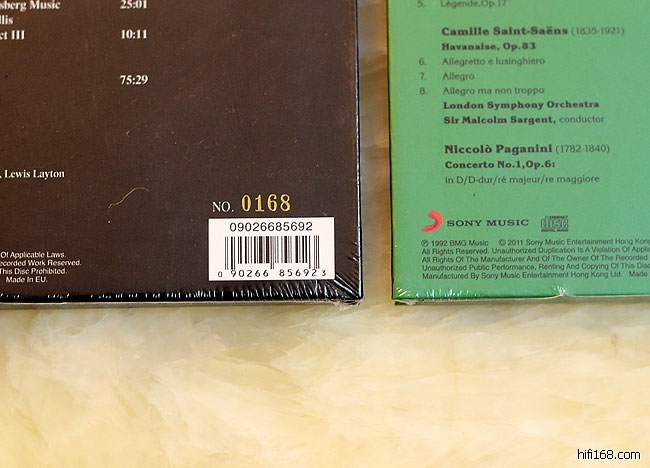 sberg Music 25:01
llis
ct III 10:11
75:29
, Lewis Layton
NO. 0168
09026685692
0 90266 85692 3
Of Applicable Laws.
ecorded Work Reserved.
This Disc Prohibited.
Made In EU.
5. Légende,Op.17
Camille Saint-Saëns (1835-1921)
Havanaise, Op.83
6. Allegretto e lusinghiero
7. Allegro
8. Allegro ma non troppo
London Symphony Orchestra
Sir Malcolm Sargent, conductor
Niccolò Paganini (1782-1840)
Concerto No.1,Op.6:
in D/D-dur/ré majeur/re maggiore
SONY MUSIC COMPACT disc DIGITAL AUDIO
℗ 1992 BMG Music © 2011 Sony Music Entertainment Hong Kong
All Rights Reserved. Unauthorized Duplication Is A Violation Of Ap
All Rights Of The Manufacturer And Of The Owner Of The Recorded
Unauthorized Public Performance, Renting And Copying Of This Disc
Manufactured By Sony Music Entertainment Hong Kong Ltd. Made
hifi168.com